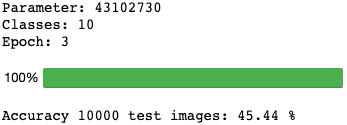 Parameter: 43102730
Classes: 10
Epoch: 3
100%
Accuracy 10000 test images: 45.44 %